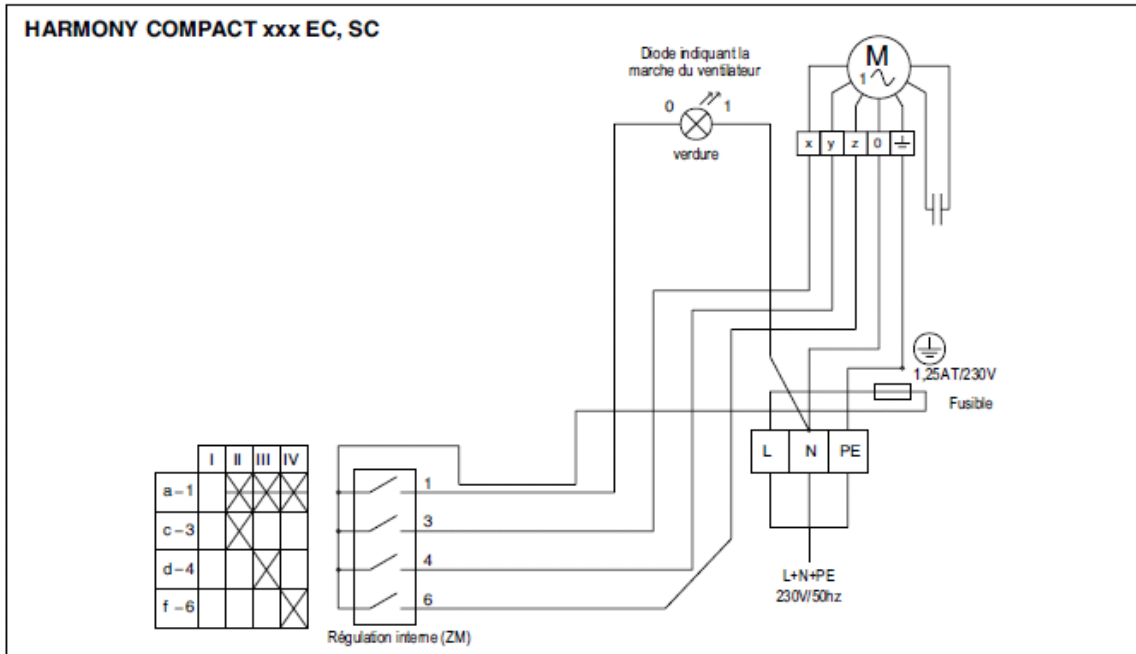 HARMONY COMPACT xxx EC, SC
Diode indiquant la
marche du ventilateur
0 1
verdure
M
1
x y z 0
1,25AT/230V
Fusible
L N PE
L+N+PE
230V/50hz
I II III IV
a-1
c-3
d-4
f-6
1
3
4
6
Régulation interne (ZM)